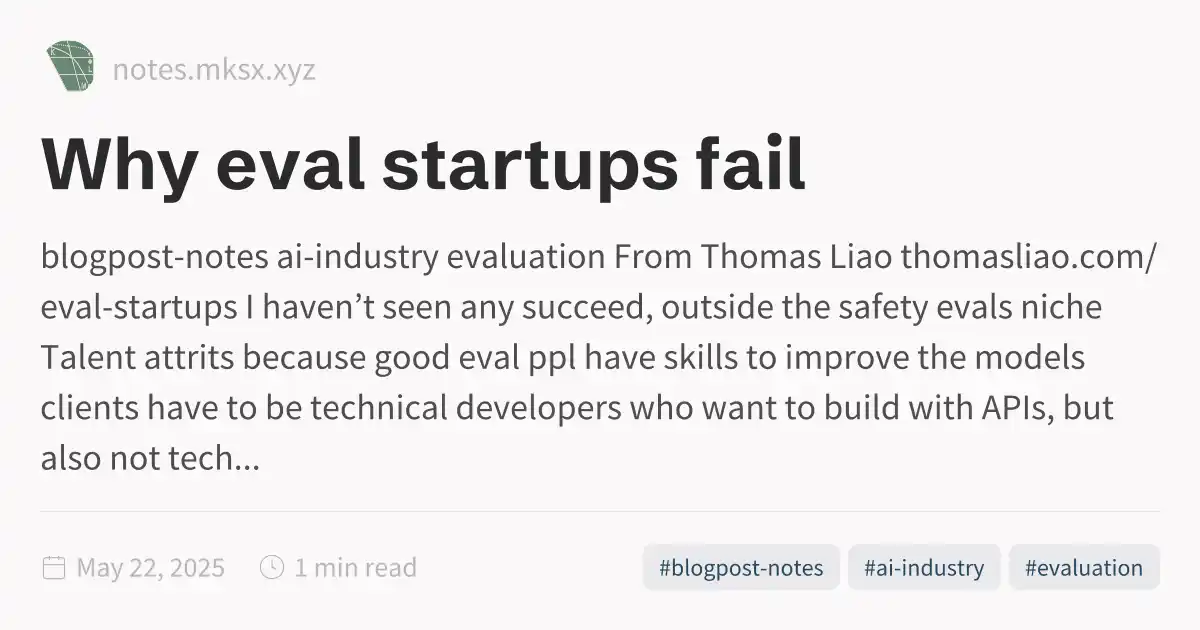 notes.mksx.xyz
Why eval startups fail
blogpost-notes ai-industry evaluation From Thomas Liao thomasliao.com/
eval-startups I haven’t seen any succeed, outside the safety evals niche
Talent attrits because good eval ppl have skills to improve the models
clients have to be technical developers who want to build with APIs, but
also not tech...
May 22, 2025
1 min read
#blogpost-notes
#ai-industry
#evaluation